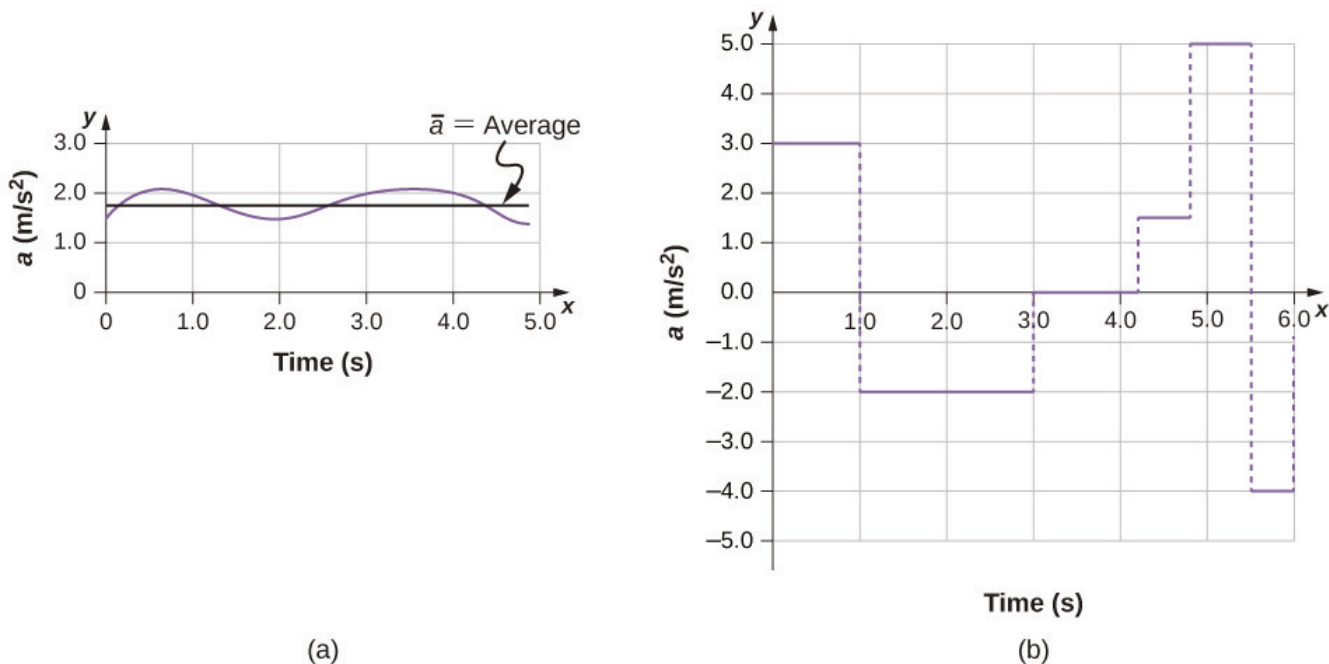 y
ā = Average
3.0
2.0
1.0
0
a (m/s²)
0 1.0 2.0 3.0 4.0 5.0 x
Time (s)
(a)
y
5.0
4.0
3.0
2.0
1.0
0.0
−1.0
−2.0
−3.0
−4.0
−5.0
a (m/s²)
1.0 2.0 3.0 4.0 5.0 6.0 x
Time (s)
(b)